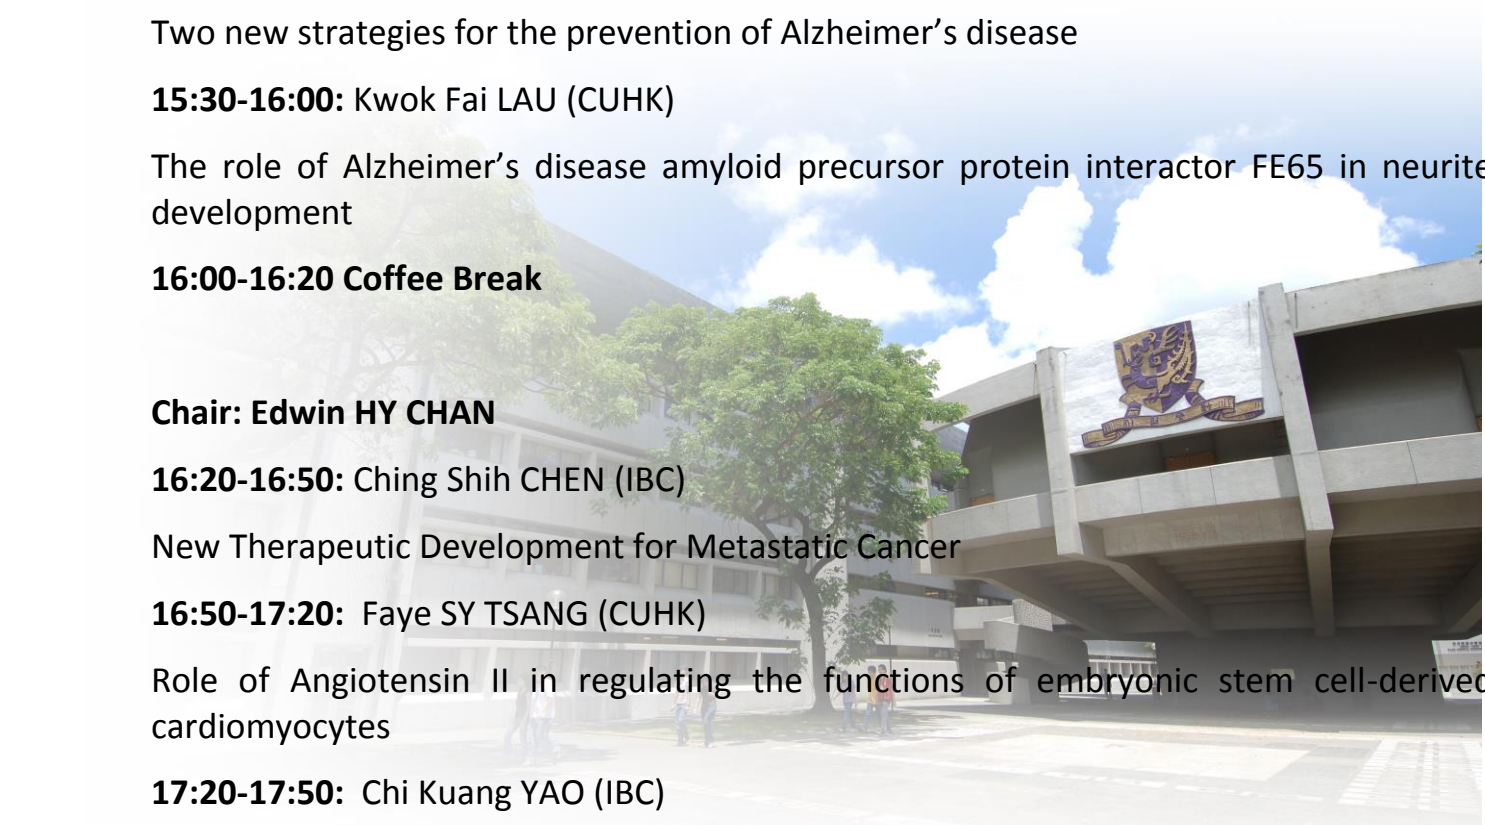 Two new strategies for the prevention of Alzheimer’s disease
15:30-16:00: Kwok Fai LAU (CUHK)
The role of Alzheimer’s disease amyloid precursor protein interactor FE65 in neurite
development
16:00-16:20 Coffee Break
Chair: Edwin HY CHAN
16:20-16:50: Ching Shih CHEN (IBC)
New Therapeutic Development for Metastatic Cancer
16:50-17:20: Faye SY TSANG (CUHK)
Role of Angiotensin II in regulating the functions of embryonic stem cell-derived
cardiomyocytes
17:20-17:50: Chi Kuang YAO (IBC)